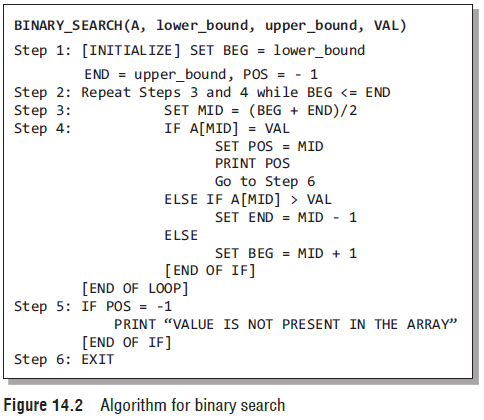 BINARY_SEARCH(A, lower_bound, upper_bound, VAL)
Step 1: [INITIALIZE] SET BEG = lower_bound
END = upper_bound, POS = - 1
Step 2: Repeat Steps 3 and 4 while BEG <= END
Step 3: SET MID = (BEG + END)/2
Step 4: IF A[MID] = VAL
SET POS = MID
PRINT POS
Go to Step 6
ELSE IF A[MID] > VAL
SET END = MID - 1
ELSE
SET BEG = MID + 1
[END OF IF]
[END OF LOOP]
Step 5: IF POS = -1
PRINT “VALUE IS NOT PRESENT IN THE ARRAY”
[END OF IF]
Step 6: EXIT
Figure 14.2 Algorithm for binary search